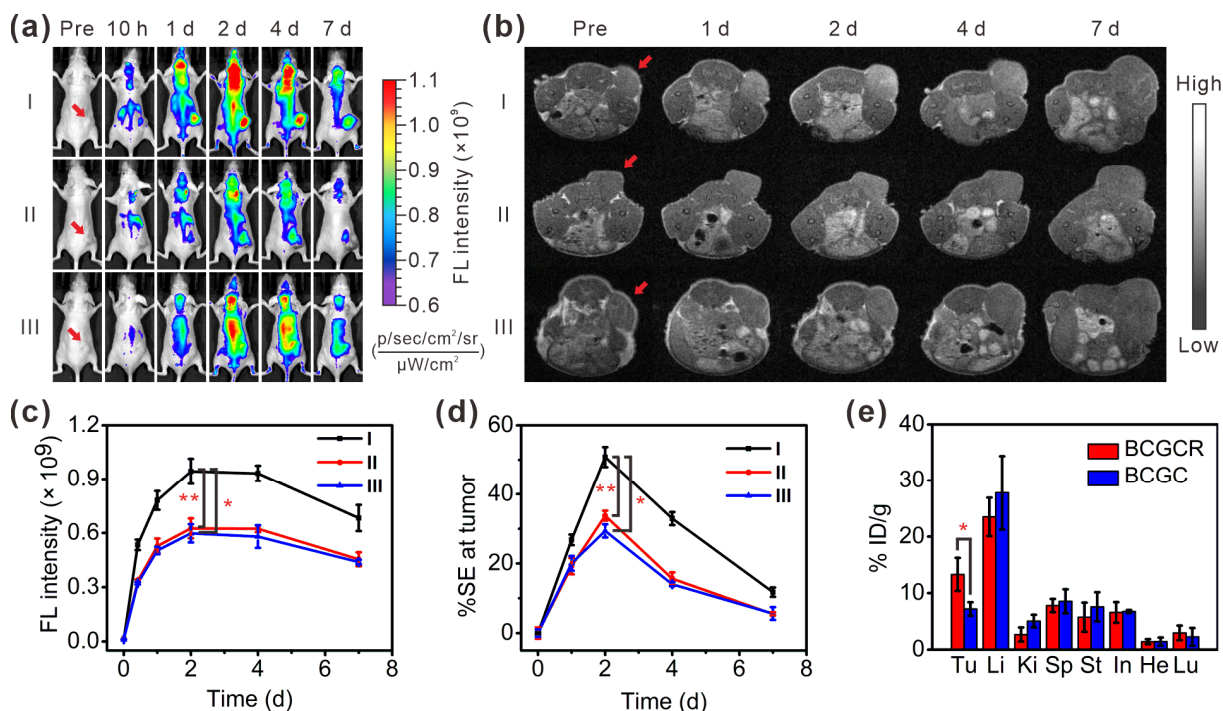 (a) Pre 10 h 1 d 2 d 4 d 7 d
I
II
III
1.1
1.0
0.9
0.8
0.7
0.6
FL intensity (×10⁹)
(p/sec/cm²/sr / μW/cm²)
(b) Pre 1 d 2 d 4 d 7 d
I
II
III
High
Low
(c)
1.2
0.9
0.6
0.3
0.0
FL intensity (× 10⁹)
I
II
III
**
*
0 2 4 6 8
Time (d)
(d)
60
40
20
0
%SE at tumor
I
II
III
**
*
0 2 4 6 8
Time (d)
(e)
40
30
20
10
0
% ID/g
BCGCR
BCGC
*
Tu Li Ki Sp St In He Lu